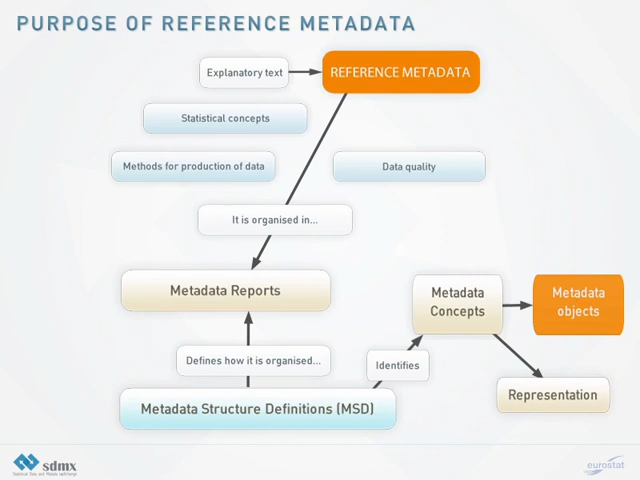 PURPOSE OF REFERENCE METADATA
Explanatory text
REFERENCE METADATA
Statistical concepts
Methods for production of data
Data quality
It is organised in...
Metadata Reports
Metadata
Concepts
Metadata
objects
Defines how it is organised...
Identifies
Representation
Metadata Structure Definitions (MSD)
sdmx
eurostat